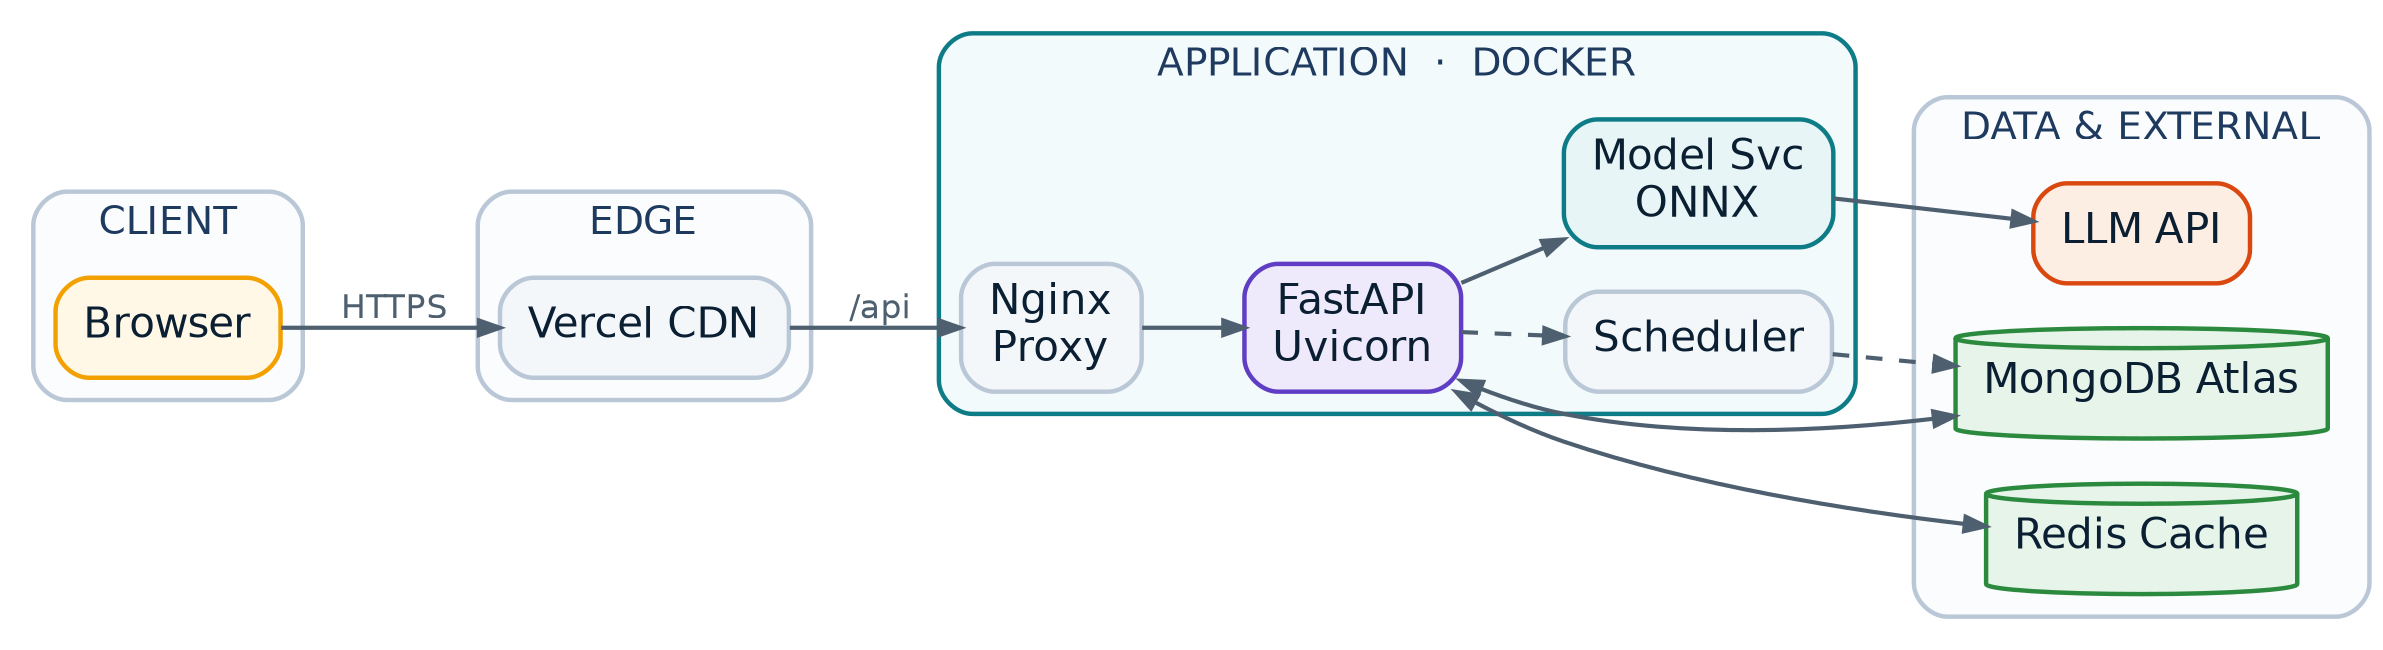 CLIENT
Browser
HTTPS
EDGE
Vercel CDN
/api
APPLICATION · DOCKER
Nginx
Proxy
FastAPI
Uvicorn
Model Svc
ONNX
Scheduler
DATA & EXTERNAL
LLM API
MongoDB Atlas
Redis Cache